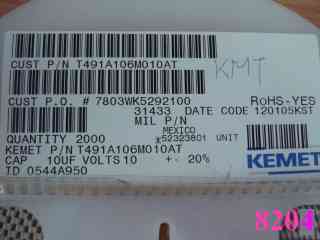 CUST P/N T491A106M010AT
KMT
CUST P.O. # 7803WK5292100
RoHS-YES
31433 DATE CODE 120105KST
MIL P/N
MEXICO
QUANTITY 2000 *52323801 UNIT
KEMET P/N T491A106M010AT
KEMET
CAP 10UF VOLTS 10 +- 20%
ID 0544A950
8204